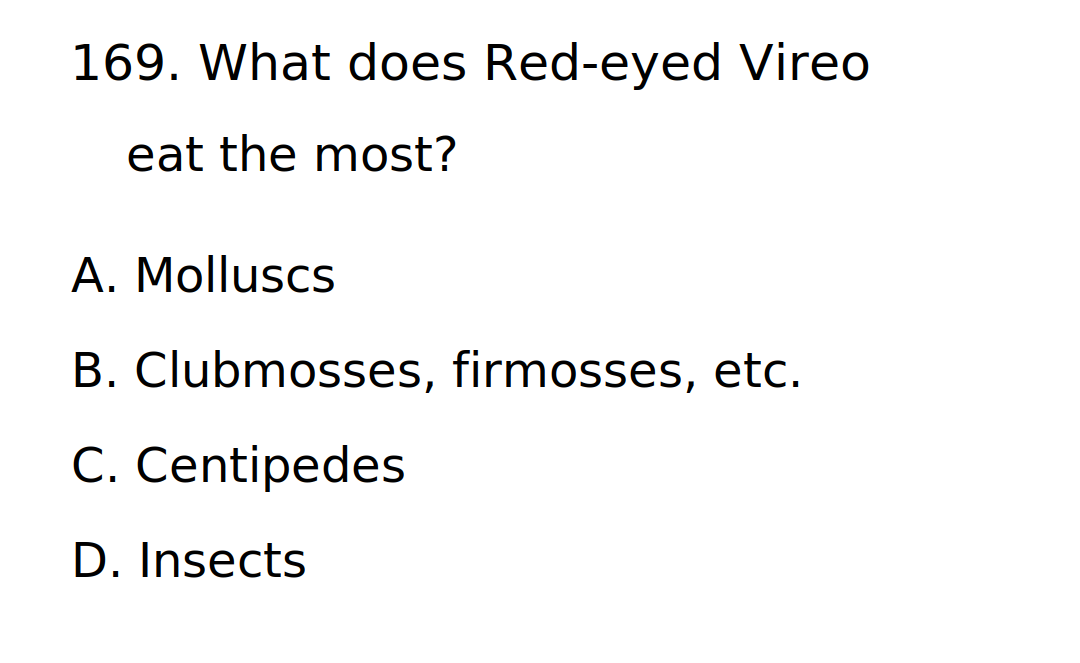 169. What does Red-eyed Vireo
eat the most?
A. Molluscs
B. Clubmosses, firmosses, etc.
C. Centipedes
D. Insects